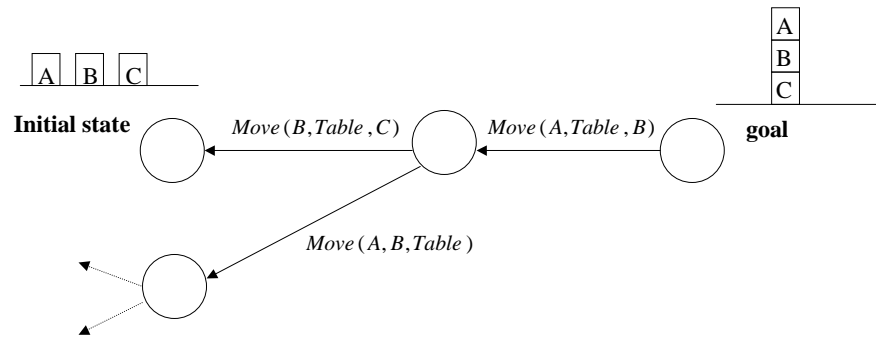 A
B
C
A B C
Initial state
Move(B,Table,C)
Move(A,Table,B)
goal
Move(A,B,Table)